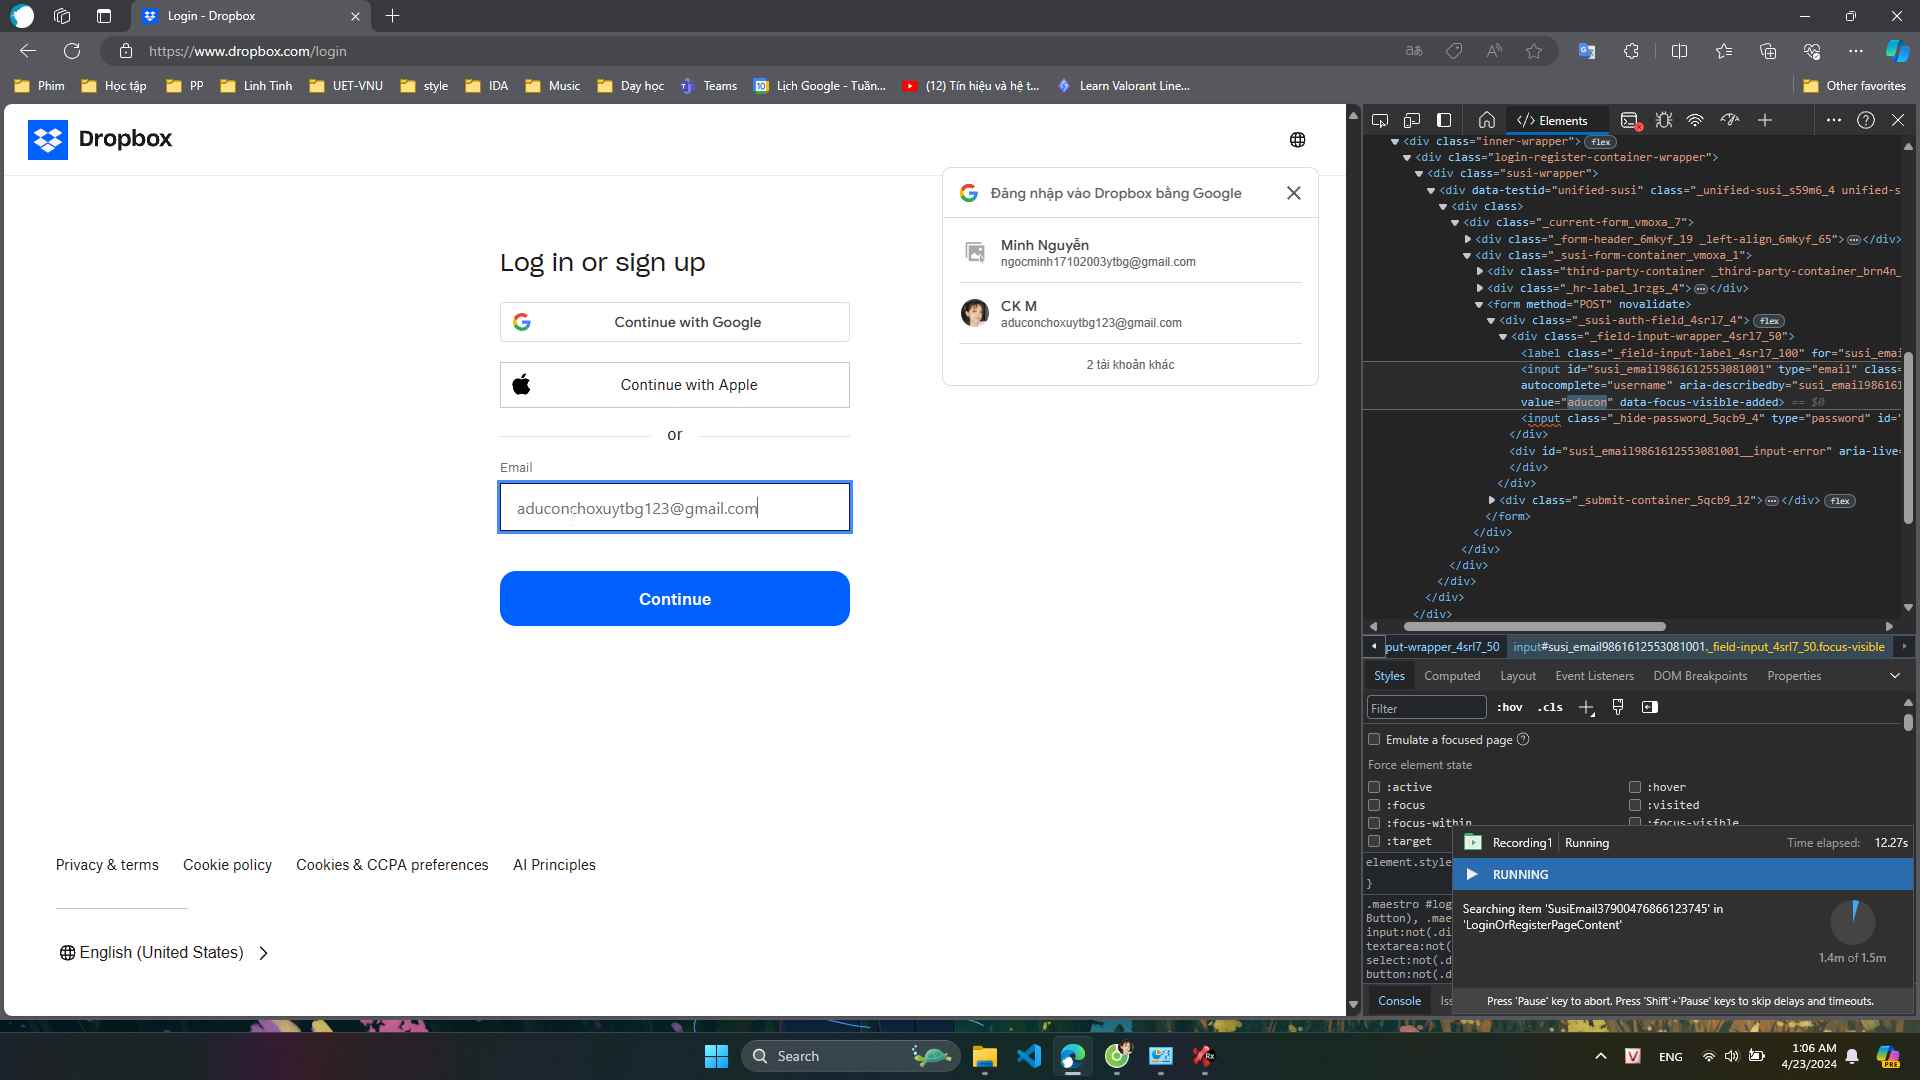 Login - Dropbox
https://www.dropbox.com/login
Phim
Học tập
PP
Linh Tinh
UET-VNU
style
IDA
Music
Dạy học
Teams
Lịch Google - Tuần...
(12) Tín hiệu và hệ t...
Learn Valorant Line...
Other favorites
Dropbox
Đăng nhập vào Dropbox bằng Google
Minh Nguyễn
ngocminh17102003ytbg@gmail.com
CK M
aduconchoxuytbg123@gmail.com
2 tài khoản khác
Log in or sign up
Continue with Google
Continue with Apple
or
Email
aduconchoxuytbg123@gmail.com
Continue
Privacy & terms
Cookie policy
Cookies & CCPA preferences
AI Principles
English (United States)
Elements
<div class="inner-wrapper"> flex
<div class="login-register-container-wrapper">
<div class="susi-wrapper">
<div data-testid="unified-susi" class="_unified-susi_s59m6_4 unified-s
<div class>
<div class="_current-form_vmoxa_7">
<div class="_form-header_6mkyf_19 _left-align_6mkyf_65">…</div>
<div class="_susi-form-container_vmoxa_1">
<div class="third-party-container _third-party-container_brn4n_
<div class="_hr-label_1rzgs_4">…</div>
<form method="POST" novalidate>
<div class="_susi-auth-field_4srl7_4"> flex
<div class="_field-input-wrapper_4srl7_50">
<label class="_field-input-label_4srl7_100" for="susi_emai
<input id="susi_email9861612553081001" type="email" class=
autocomplete="username" aria-describedby="susi_email986161
value="aducon" data-focus-visible-added> == $0
<input class="_hide-password_5qcb9_4" type="password" id="
</div>
<div id="susi_email9861612553081001__input-error" aria-live=
</div>
</div>
<div class="_submit-container_5qcb9_12">…</div> flex
</form>
</div>
</div>
</div>
</div>
</div>
</div>
put-wrapper_4srl7_50
input#susi_email9861612553081001._field-input_4srl7_50.focus-visible
Styles
Computed
Layout
Event Listeners
DOM Breakpoints
Properties
Filter
:hov
.cls
Emulate a focused page
Force element state
:active
:hover
:focus
:visited
:focus-within
:focus-visible
:target
element.style
}
.maestro #log
Button), .mae
input:not(.di
textarea:not(
select:not(.d
button:not(.d
Recording1
Running
Time elapsed: 12.27s
RUNNING
Searching item 'SusiEmail37900476866123745' in
'LoginOrRegisterPageContent'
1.4m of 1.5m
Press 'Pause' key to abort. Press 'Shift'+'Pause' keys to skip delays and timeouts.
Console
Iss
Search
ENG
1:06 AM
4/23/2024